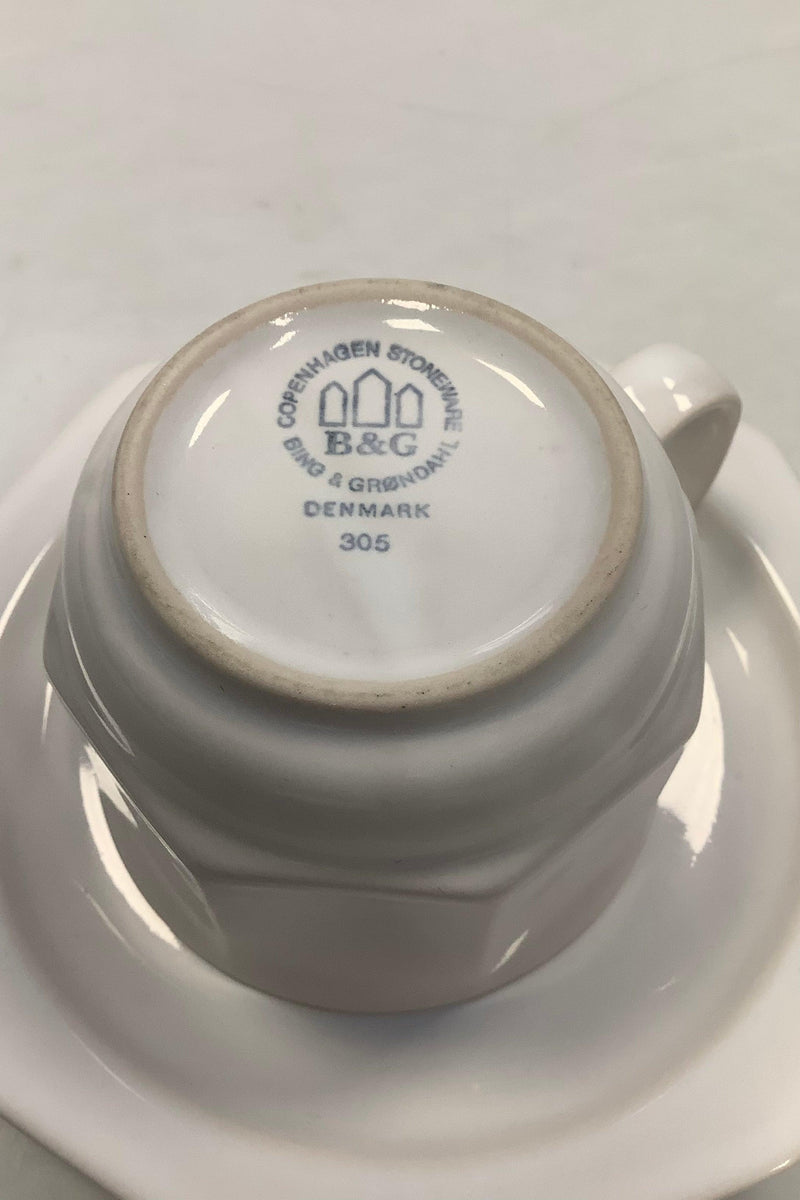 COPENHAGEN STONEWARE
B&G
BING & GRØNDAHL
DENMARK
305